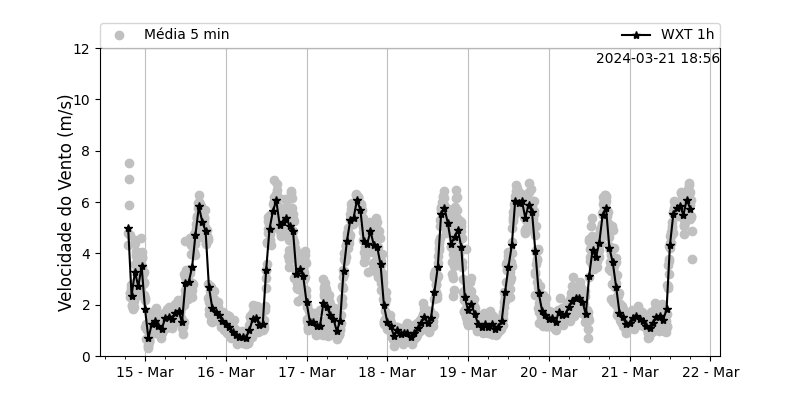 Média 5 min
WXT 1h
2024-03-21 18:56
Velocidade do Vento (m/s)
12
10
8
6
4
2
0
15 - Mar
16 - Mar
17 - Mar
18 - Mar
19 - Mar
20 - Mar
21 - Mar
22 - Mar